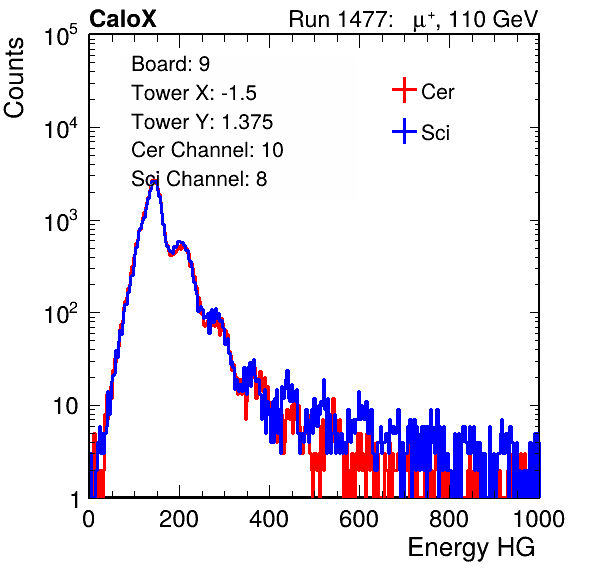 CaloX Run 1477: μ⁺, 110 GeV
Counts
10⁵
10⁴
10³
10²
10
1
Board: 9
Tower X: -1.5
Tower Y: 1.375
Cer Channel: 10
Sci Channel: 8
Cer
Sci
0 200 400 600 800 1000
Energy HG